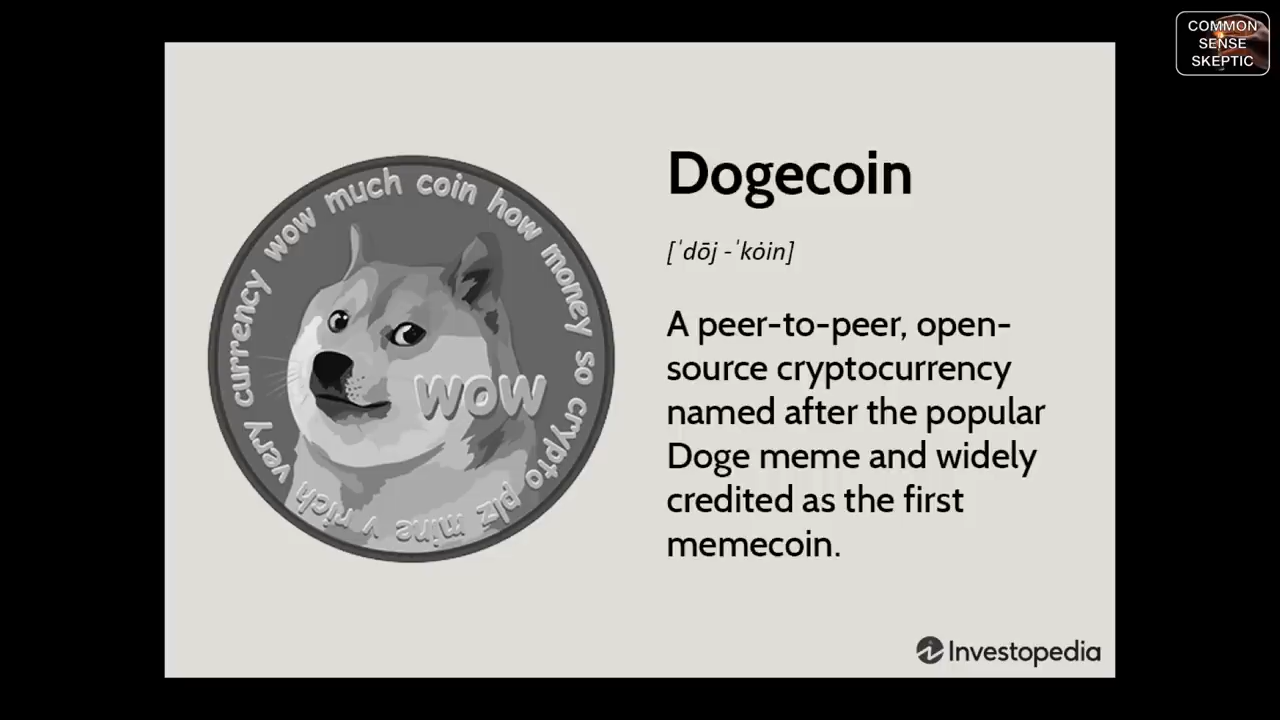 COMMON
SENSE
SKEPTIC
very currency wow much coin how money so crypto plz mine v rich
wow
Dogecoin
[ˈdōj -ˈkȯin]
A peer-to-peer, open-
source cryptocurrency
named after the popular
Doge meme and widely
credited as the first
memecoin.
Investopedia